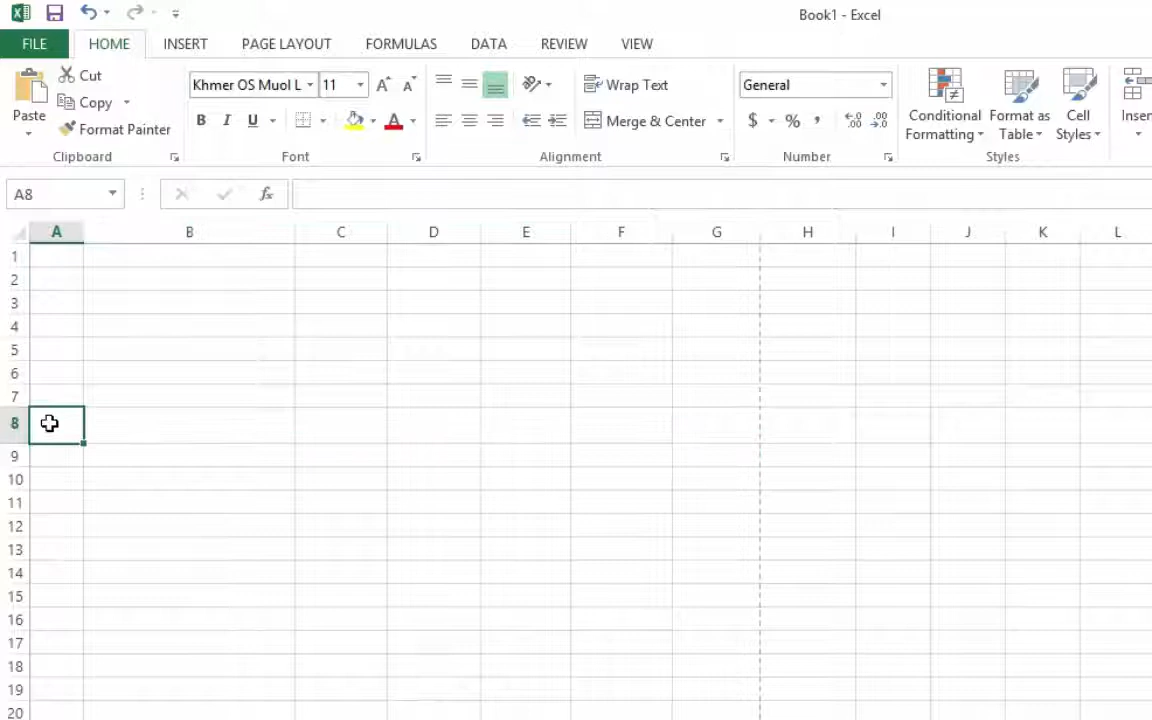 Book1 - Excel
FILE HOME INSERT PAGE LAYOUT FORMULAS DATA REVIEW VIEW
Paste
Cut
Copy
Format Painter
Clipboard
Khmer OS Muol L 11
B I U
Font
Wrap Text
Merge & Center
Alignment
General
$ % ,
Number
Conditional Formatting
Format as Table
Cell Styles
Styles
A8
fx
A B C D E F G H I J K L
1
2
3
4
5
6
7
8
9
10
11
12
13
14
15
16
17
18
19
20